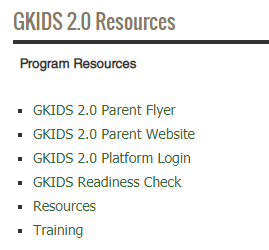 GKIDS 2.0 Resources
Program Resources
GKIDS 2.0 Parent Flyer
GKIDS 2.0 Parent Website
GKIDS 2.0 Platform Login
GKIDS Readiness Check
Resources
Training